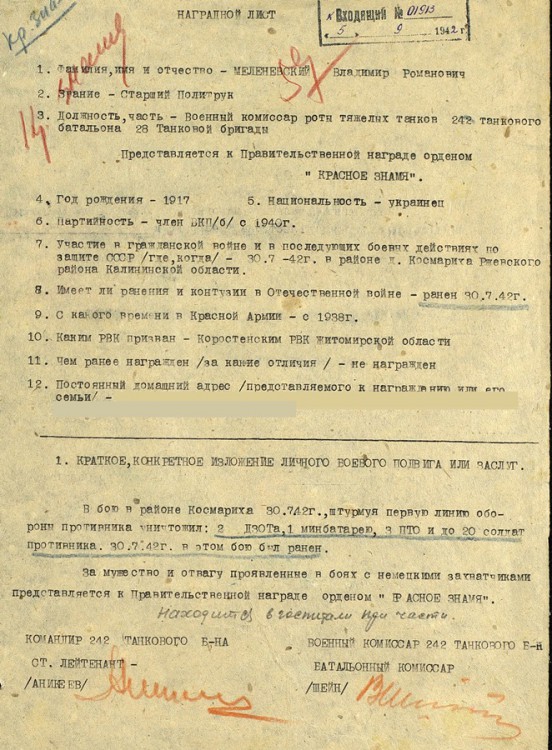 Кр. Зна
НАГРАДНОЙ ЛИСТ
Входящий № 01913
5 9 1942 г.
1. Фамилия,имя и отчество - МЕЛЕНЕВСКИЙ Владимир Романович
2. Звание - Старший Политрук
3. Должность,часть - Военный комиссар роты тяжелых танков 242 танкового
батальона 28 Танковой бригады
Представляется к Правительственной награде орденом
" КРАСНОЕ ЗНАМЯ".
4. Год рождения - 1917 5. Национальность - украинец
6. Партийность - член ВКП/б/ с 1940г.
7. Участие в гражданской войне и в последующих боевых действиях по
защите СССР /где,когда/ - 30.7 -42г. в районе д. Космариха Ржевского
района Калининской области.
8. Имеет ли ранения и контузии в Отечественной войне - ранен 30.7.42г.
9. С какого времени в Красной Армии - с 1938г.
10. Каким РВК призван - Коростенским РВК Житомирской области
11. Чем ранее награжден /за какие отличия / - не награжден
12. Постоянный домашний адрес /представляемого к награждению или его
семьи/ -
1. КРАТКОЕ,КОНКРЕТНОЕ ИЗЛОЖЕНИЕ ЛИЧНОГО БОЕВОГО ПОДВИГА ИЛИ ЗАСЛУГ.
В бою в районе Космариха 30.7.42г.,штурмуя первую линию обо-
роны противника уничтожил: 2 ДЗОТа,1 минбатарею, 3 ПТО и до 20 солдат
противника. 30.7.42г. в этом бою был ранен.
За мужество и отвагу проявленные в боях с немецкими захватчиками
представляется к Правительственной награде орденом " КРАСНОЕ ЗНАМЯ".
Находится в госпитали при части.
КОМАНДИР 242 ТАНКОВОГО Б-НА ВОЕННЫЙ КОМИССАР 242 ТАНКОВОГО Б-НА
СТ. ЛЕЙТЕНАНТ - БАТАЛЬОННЫЙ КОМИССАР
/АНИКЕЕВ/ /ШЕЙН/